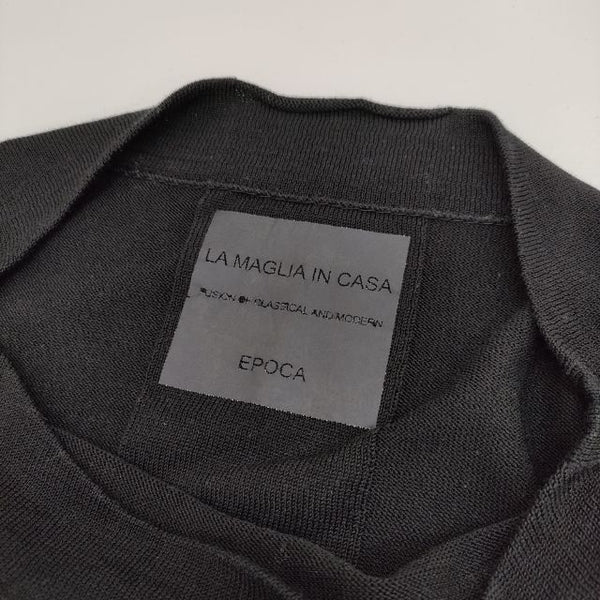 LA MAGLIA IN CASA
FUSION OF CLASSICAL AND MODERN
EPOCA